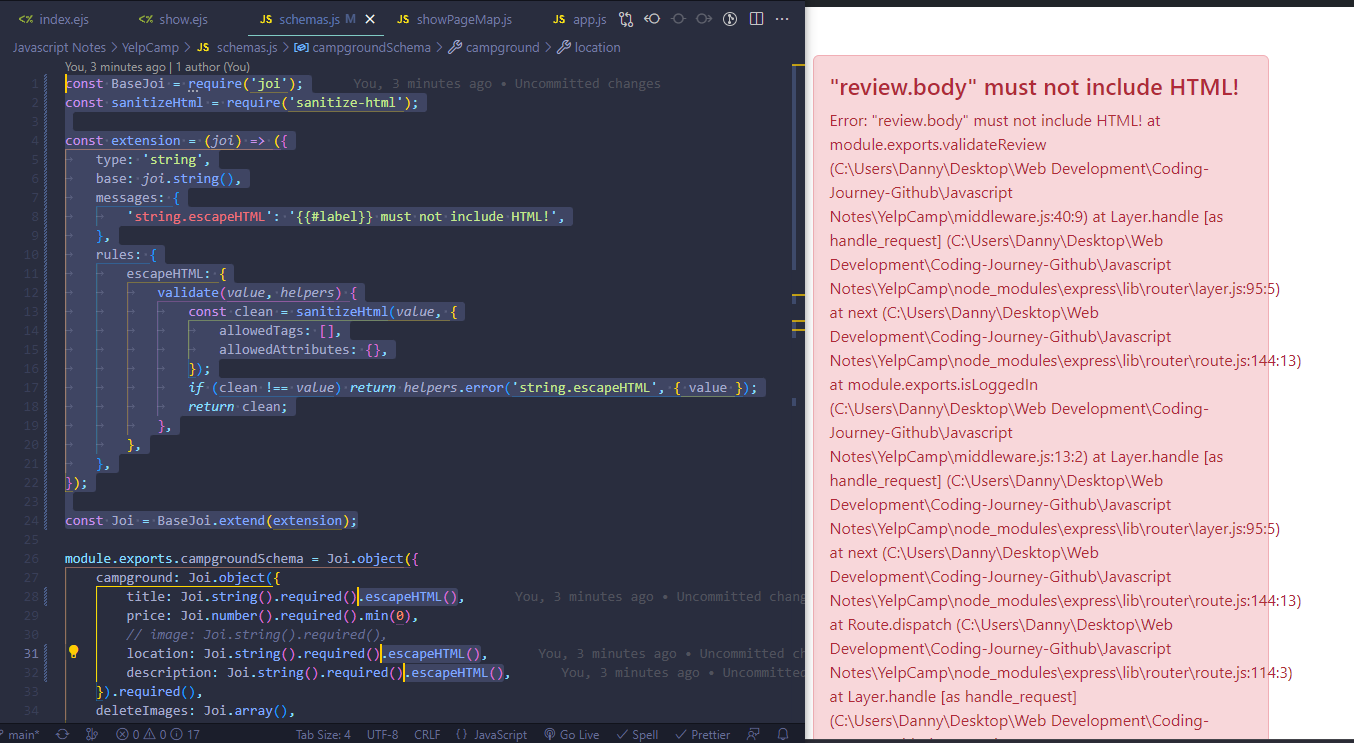 index.ejs
show.ejs
JS schemas.js M
JS showPageMap.js
JS app.js
Javascript Notes > YelpCamp > JS schemas.js > campgroundSchema > campground > location
You, 3 minutes ago | 1 author (You)
1 const BaseJoi = require('joi'); You, 3 minutes ago • Uncommitted changes
2 const sanitizeHtml = require('sanitize-html');
3
4 const extension = (joi) => ({
5 type: 'string',
6 base: joi.string(),
7 messages: {
8 'string.escapeHTML': '{{#label}} must not include HTML!',
9 },
10 rules: {
11 escapeHTML: {
12 validate(value, helpers) {
13 const clean = sanitizeHtml(value, {
14 allowedTags: [],
15 allowedAttributes: {},
16 });
17 if (clean !== value) return helpers.error('string.escapeHTML', { value });
18 return clean;
19 },
20 },
21 },
22 });
23
24 const Joi = BaseJoi.extend(extension);
25
26 module.exports.campgroundSchema = Joi.object({
27 campground: Joi.object({
28 title: Joi.string().required().escapeHTML(), You, 3 minutes ago • Uncommitted chang
29 price: Joi.number().required().min(0),
30 // image: Joi.string().required(),
31 location: Joi.string().required().escapeHTML(), You, 3 minutes ago • Uncommitted ch
32 description: Joi.string().required().escapeHTML(), You, 3 minutes ago • Uncommitted
33 }).required(),
34 deleteImages: Joi.array(),
main* 0 0 17 Tab Size: 4 UTF-8 CRLF {} JavaScript Go Live Spell Prettier
"review.body" must not include HTML!
Error: "review.body" must not include HTML! at
module.exports.validateReview
(C:\Users\Danny\Desktop\Web Development\Coding-
Journey-Github\Javascript
Notes\YelpCamp\middleware.js:40:9) at Layer.handle [as
handle_request] (C:\Users\Danny\Desktop\Web
Development\Coding-Journey-Github\Javascript
Notes\YelpCamp\node_modules\express\lib\router\layer.js:95:5)
at next (C:\Users\Danny\Desktop\Web
Development\Coding-Journey-Github\Javascript
Notes\YelpCamp\node_modules\express\lib\router\route.js:144:13)
at module.exports.isLoggedIn
(C:\Users\Danny\Desktop\Web Development\Coding-
Journey-Github\Javascript
Notes\YelpCamp\middleware.js:13:2) at Layer.handle [as
handle_request] (C:\Users\Danny\Desktop\Web
Development\Coding-Journey-Github\Javascript
Notes\YelpCamp\node_modules\express\lib\router\layer.js:95:5)
at next (C:\Users\Danny\Desktop\Web
Development\Coding-Journey-Github\Javascript
Notes\YelpCamp\node_modules\express\lib\router\route.js:144:13)
at Route.dispatch (C:\Users\Danny\Desktop\Web
Development\Coding-Journey-Github\Javascript
Notes\YelpCamp\node_modules\express\lib\router\route.js:114:3)
at Layer.handle [as handle_request]
(C:\Users\Danny\Desktop\Web Development\Coding-